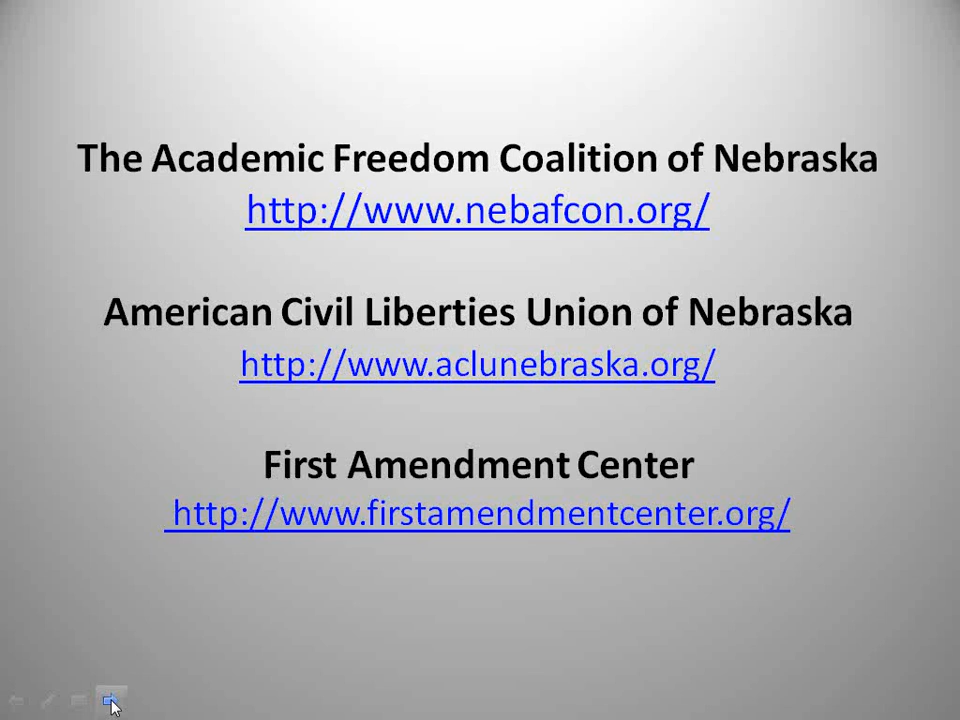 The Academic Freedom Coalition of Nebraska
http://www.nebafcon.org/
American Civil Liberties Union of Nebraska
http://www.aclunebraska.org/
First Amendment Center
http://www.firstamendmentcenter.org/